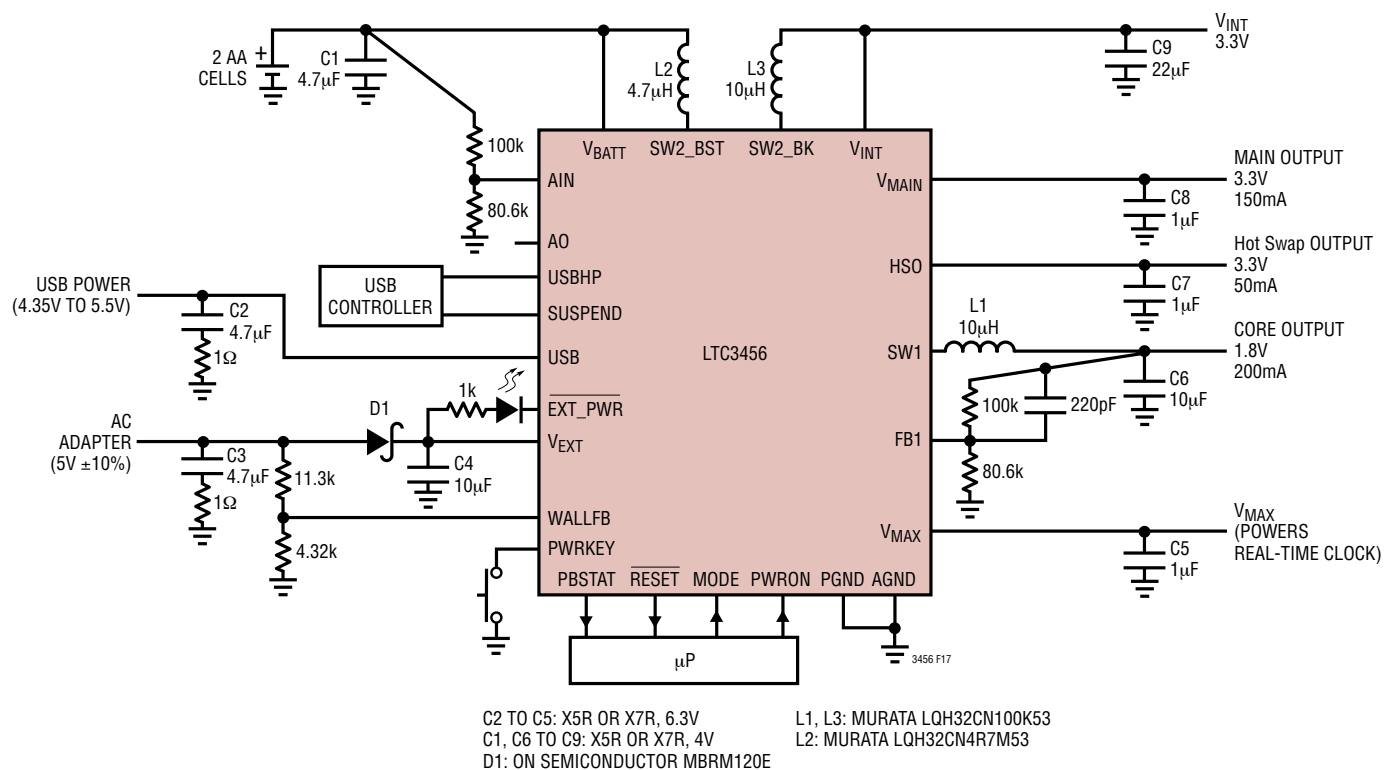 2 AA
CELLS
+
C1
4.7µF
L2
4.7µH
L3
10µH
C9
22µF
VINT
3.3V
100k
80.6k
VBATT
SW2_BST
SW2_BK
VINT
AIN
AO
USBHP
SUSPEND
USB
EXT_PWR
VEXT
WALLFB
PWRKEY
LTC3456
VMAIN
HSO
SW1
FB1
VMAX
PBSTAT
RESET
MODE
PWRON
PGND
AGND
MAIN OUTPUT
3.3V
150mA
C8
1µF
Hot Swap OUTPUT
3.3V
50mA
C7
1µF
L1
10µH
CORE OUTPUT
1.8V
200mA
C6
10µF
100k
220pF
80.6k
VMAX
(POWERS
REAL-TIME CLOCK)
C5
1µF
USB
CONTROLLER
USB POWER
(4.35V TO 5.5V)
C2
4.7µF
1Ω
1k
D1
AC
ADAPTER
(5V ±10%)
C3
4.7µF
1Ω
11.3k
4.32k
C4
10µF
µP
3456 F17
C2 TO C5: X5R OR X7R, 6.3V
C1, C6 TO C9: X5R OR X7R, 4V
D1: ON SEMICONDUCTOR MBRM120E
L1, L3: MURATA LQH32CN100K53
L2: MURATA LQH32CN4R7M53